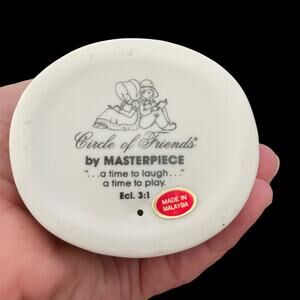 Circle of Friends®
by MASTERPIECE
"...a time to laugh..."
a time to play.
Ecl. 3:1
MADE IN
MALAYSIA